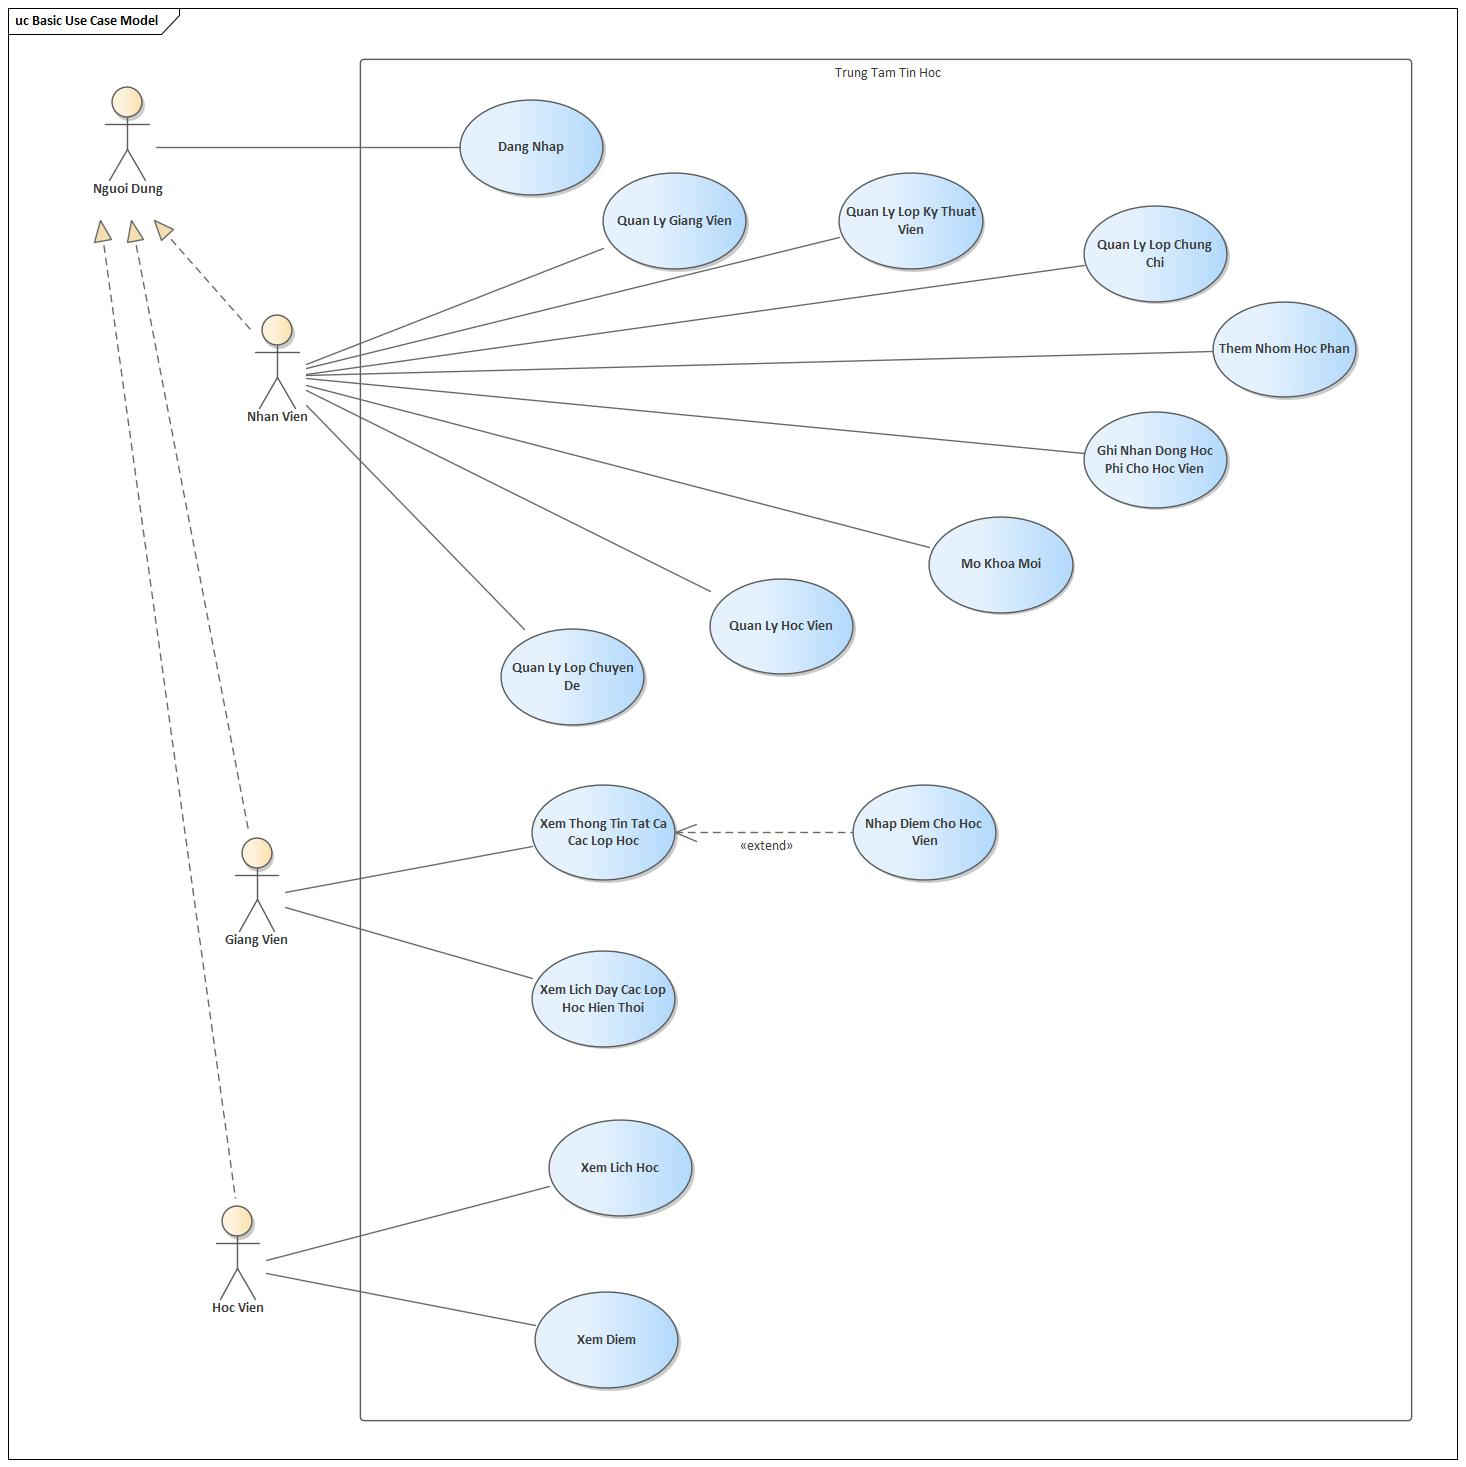 uc Basic Use Case Model
Trung Tam Tin Hoc
Nguoi Dung
Dang Nhap
Quan Ly Giang Vien
Quan Ly Lop Ky Thuat
Vien
Quan Ly Lop Chung
Chi
Them Nhom Hoc Phan
Nhan Vien
Ghi Nhan Dong Hoc
Phi Cho Hoc Vien
Mo Khoa Moi
Quan Ly Hoc Vien
Quan Ly Lop Chuyen
De
Xem Thong Tin Tat Ca
Cac Lop Hoc
«extend»
Nhap Diem Cho Hoc
Vien
Giang Vien
Xem Lich Day Cac Lop
Hoc Hien Thoi
Xem Lich Hoc
Hoc Vien
Xem Diem